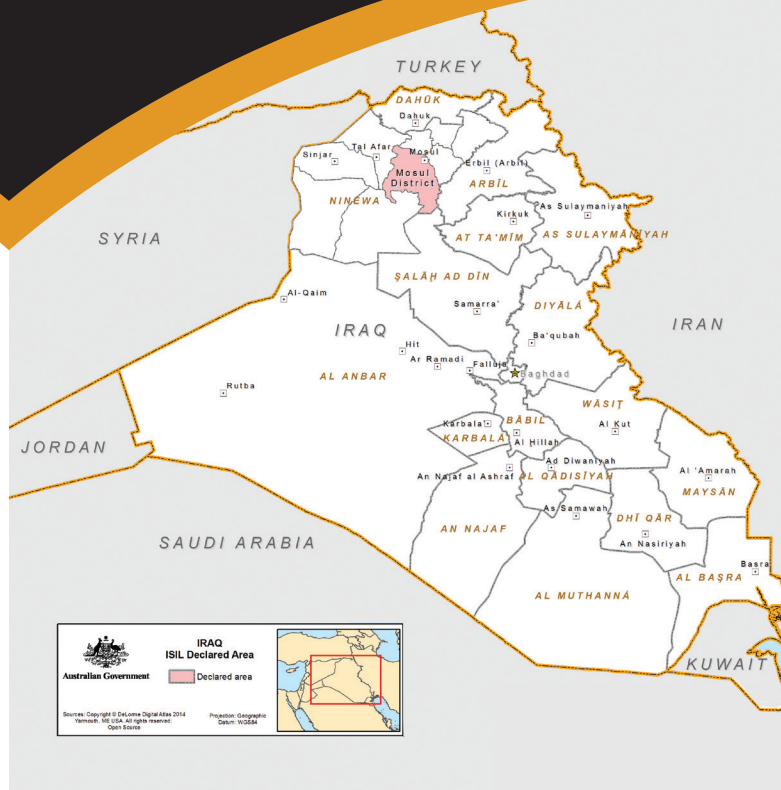 TURKEY
DAHŪK
Dahuk
Tal Afar
Mosul
Sinjar
Erbil (Arbil)
Mosul
District
ARBĪL
NINEWÁ
Kirkuk
As Sulaymaniyah
AT TA'MĪM
AS SULAYMĀNĪYAH
SYRIA
ŞALĀḨ AD DĪN
Al-Qaim
Samarra'
DIYĀLÁ
IRAN
IRAQ
Ba'qubah
Hit
Ar Ramadi
Falluja
Baghdad
AL ANBAR
Rutba
WĀSIŢ
BĀBIL
Karbala
Al Kut
KARBALĀ
Al Hillah
JORDAN
Ad Diwaniyah
An Najaf al Ashraf
AL QĀDISĪYAH
Al 'Amarah
MAYSĀN
As Samawah
DHĪ QĀR
AN NAJAF
An Nasiriyah
SAUDI ARABIA
Basra
AL BAŞRA
AL MUTHANNÁ
KUWAIT
IRAQ
ISIL Declared Area
Australian Government
Declared area
Sources: Copyright © DeLorme Digital Atlas 2014
Yarmouth, ME USA. All rights reserved.
Open Source
Projection: Geographic
Datum: WGS84